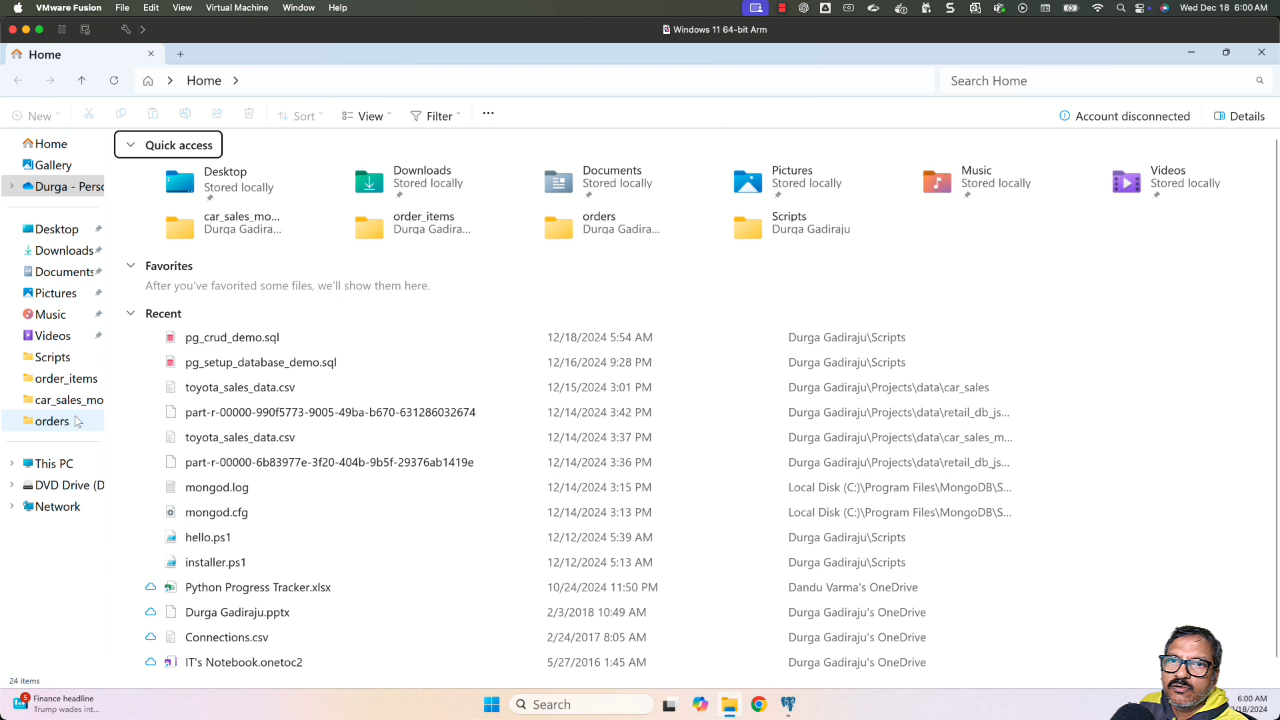 VMware Fusion File Edit View Virtual Machine Window Help
Wed Dec 18 6:00 AM
Windows 11 64-bit Arm
Home
Home
Search Home
New
Sort
View
Filter
Account disconnected
Details
Home
Gallery
Durga - Perso
Desktop
Downloads
Documents
Pictures
Music
Videos
Scripts
order_items
car_sales_mo
orders
This PC
DVD Drive (D
Network
Quick access
Desktop
Stored locally
Downloads
Stored locally
Documents
Stored locally
Pictures
Stored locally
Music
Stored locally
Videos
Stored locally
car_sales_mo...
Durga Gadira...
order_items
Durga Gadira...
orders
Durga Gadira...
Scripts
Durga Gadiraju
Favorites
After you've favorited some files, we'll show them here.
Recent
pg_crud_demo.sql 12/18/2024 5:54 AM Durga Gadiraju\Scripts
pg_setup_database_demo.sql 12/16/2024 9:28 PM Durga Gadiraju\Scripts
toyota_sales_data.csv 12/15/2024 3:01 PM Durga Gadiraju\Projects\data\car_sales
part-r-00000-990f5773-9005-49ba-b670-631286032674 12/14/2024 3:42 PM Durga Gadiraju\Projects\data\retail_db_js...
toyota_sales_data.csv 12/14/2024 3:37 PM Durga Gadiraju\Projects\data\car_sales_m...
part-r-00000-6b83977e-3f20-404b-9b5f-29376ab1419e 12/14/2024 3:36 PM Durga Gadiraju\Projects\data\retail_db_js...
mongod.log 12/14/2024 3:15 PM Local Disk (C:)\Program Files\MongoDB\S...
mongod.cfg 12/14/2024 3:13 PM Local Disk (C:)\Program Files\MongoDB\S...
hello.ps1 12/12/2024 5:39 AM Durga Gadiraju\Scripts
installer.ps1 12/12/2024 5:13 AM Durga Gadiraju\Scripts
Python Progress Tracker.xlsx 10/24/2024 11:50 PM Dandu Varma's OneDrive
Durga Gadiraju.pptx 2/3/2018 10:49 AM Durga Gadiraju's OneDrive
Connections.csv 2/24/2017 8:05 AM Durga Gadiraju's OneDrive
IT's Notebook.onetoc2 5/27/2016 1:45 AM Durga Gadiraju's OneDrive
24 items
5
Finance headline
Trump wades int...
Search
6:00 AM
/18/2024